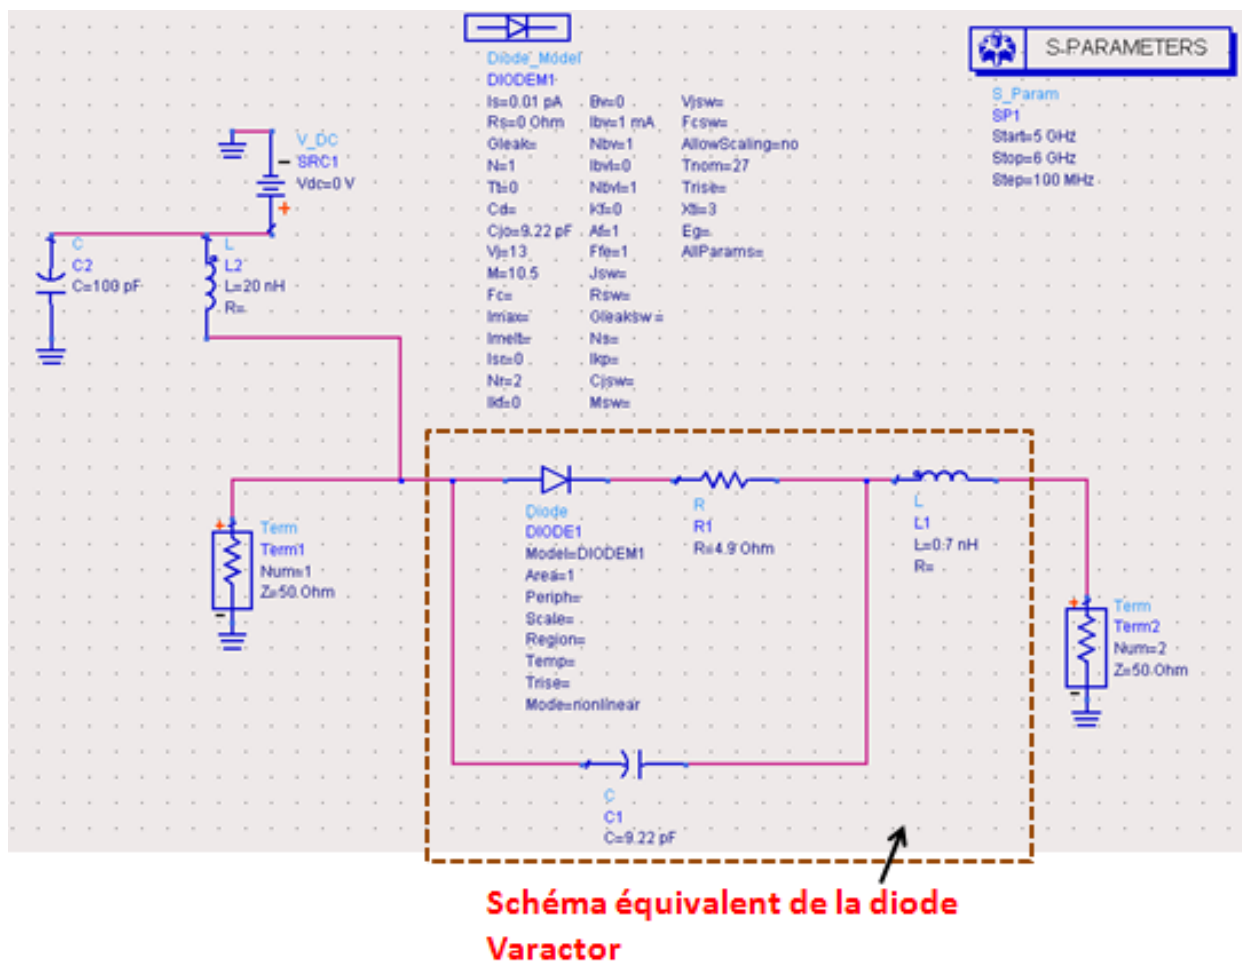 Diode_Model
DIODEM1
Is=0.01 pA
Rs=0 Ohm
Gleak=
N=1
Tt=0
Cd=
Cjo=9.22 pF
Vj=13
M=10.5
Fc=
Imax=
Imelt=
Isr=0
Nr=2
Ikf=0
Bv=0
Ibv=1 mA
Nbv=1
Ibvl=0
Nbvl=1
Kf=0
Af=1
Ffe=1
Jsw=
Rsw=
Gleaksw=
Ns=
Ikp=
Cjsw=
Msw=
Vjsw=
Fcsw=
AllowScaling=no
Tnom=27
Trise=
Xti=3
Eg=
AllParams=
S-PARAMETERS
S_Param
SP1
Start=5 GHz
Stop=6 GHz
Step=100 MHz
V_DC
SRC1
Vdc=0 V
C
C2
C=100 pF
L
L2
L=20 nH
R=
Term
Term1
Num=1
Z=50 Ohm
Diode
DIODE1
Model=DIODEM1
Area=1
Periph=
Scale=
Region=
Temp=
Trise=
Mode=nonlinear
R
R1
R=4.9 Ohm
L
L1
L=0.7 nH
R=
Term
Term2
Num=2
Z=50 Ohm
C
C1
C=9.22 pF
Schéma équivalent de la diode
Varactor